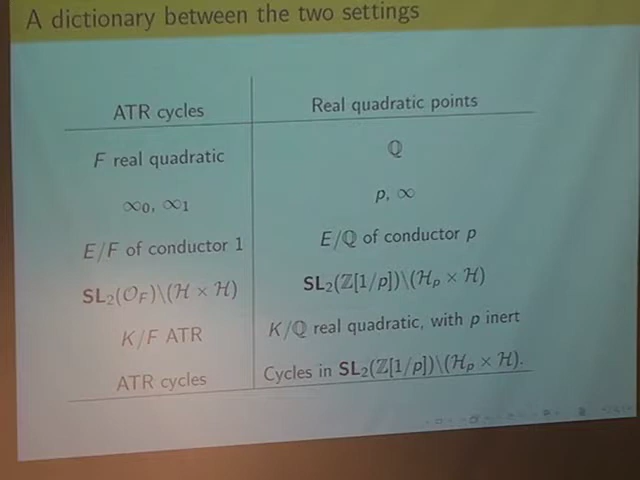 A dictionary between the two settings
ATR cycles | Real quadratic points
F real quadratic | ℚ
∞₀, ∞₁ | p, ∞
E/F of conductor 1 | E/ℚ of conductor p
SL₂(𝒪_F)\(ℋ × ℋ) | SL₂(ℤ[1/p])\(ℋ_p × ℋ)
K/F ATR | K/ℚ real quadratic, with p inert
ATR cycles | Cycles in SL₂(ℤ[1/p])\(ℋ_p × ℋ).